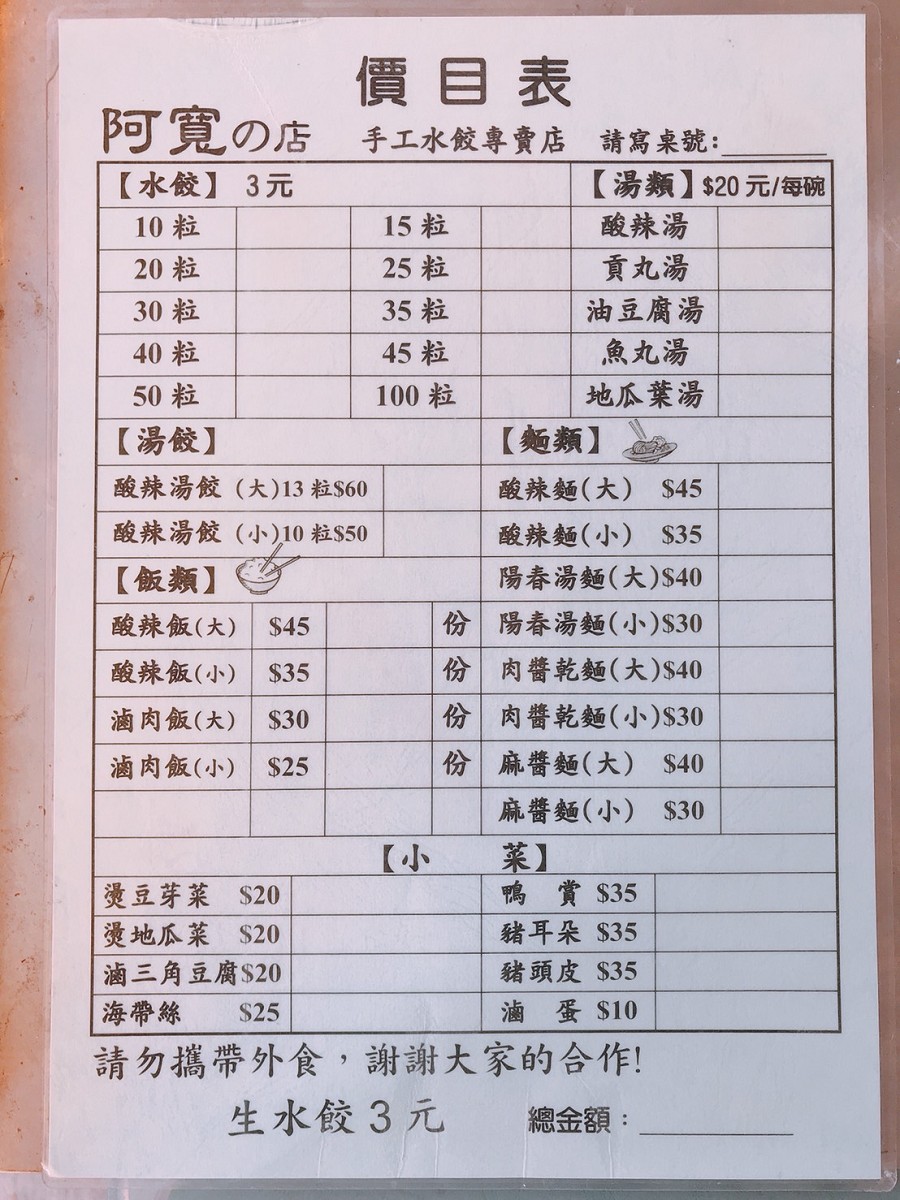 價目表
阿寬の店 手工水餃專賣店 請寫桌號:
【水餃】 3元 【湯類】$20元/每碗
10粒 15粒 酸辣湯
20粒 25粒 貢丸湯
30粒 35粒 油豆腐湯
40粒 45粒 魚丸湯
50粒 100粒 地瓜葉湯
【湯餃】 【麵類】
酸辣湯餃 (大)13粒$60 酸辣麵(大) $45
酸辣湯餃 (小)10粒$50 酸辣麵(小) $35
【飯類】 陽春湯麵(大)$40
酸辣飯(大) $45 份 陽春湯麵(小)$30
酸辣飯(小) $35 份 肉醬乾麵(大)$40
滷肉飯(大) $30 份 肉醬乾麵(小)$30
滷肉飯(小) $25 份 麻醬麵(大) $40
麻醬麵(小) $30
【小 菜】
燙豆芽菜 $20 鴨 賞 $35
燙地瓜菜 $20 豬耳朵 $35
滷三角豆腐$20 豬頭皮 $35
海帶絲 $25 滷 蛋 $10
請勿攜帶外食，謝謝大家的合作!
生水餃3元 總金額：